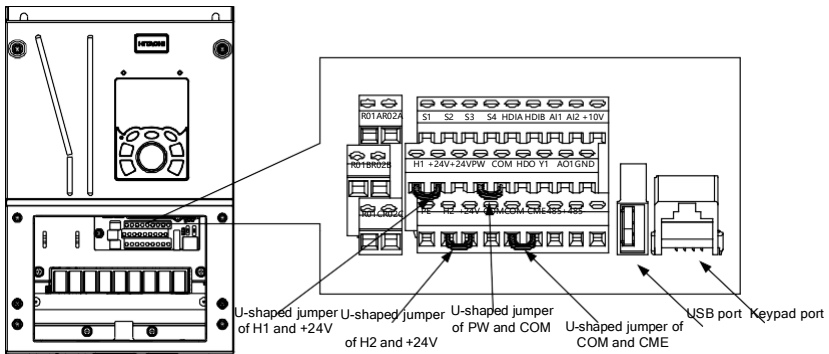 HITACHI
R01A R02A
S1 S2 S3 S4 HDIA HDIB AI1 AI2 +10V
R01B R02B
H1 +24V +24V PW COM HDO Y1 AO1 GND
R01C R02C
PE H2 +24V COM COM CME 485+ 485-
U-shaped jumper
of H1 and +24V
U-shaped jumper
of H2 and +24V
U-shaped jumper
of PW and COM
U-shaped jumper of
COM and CME
USB port
Keypad port